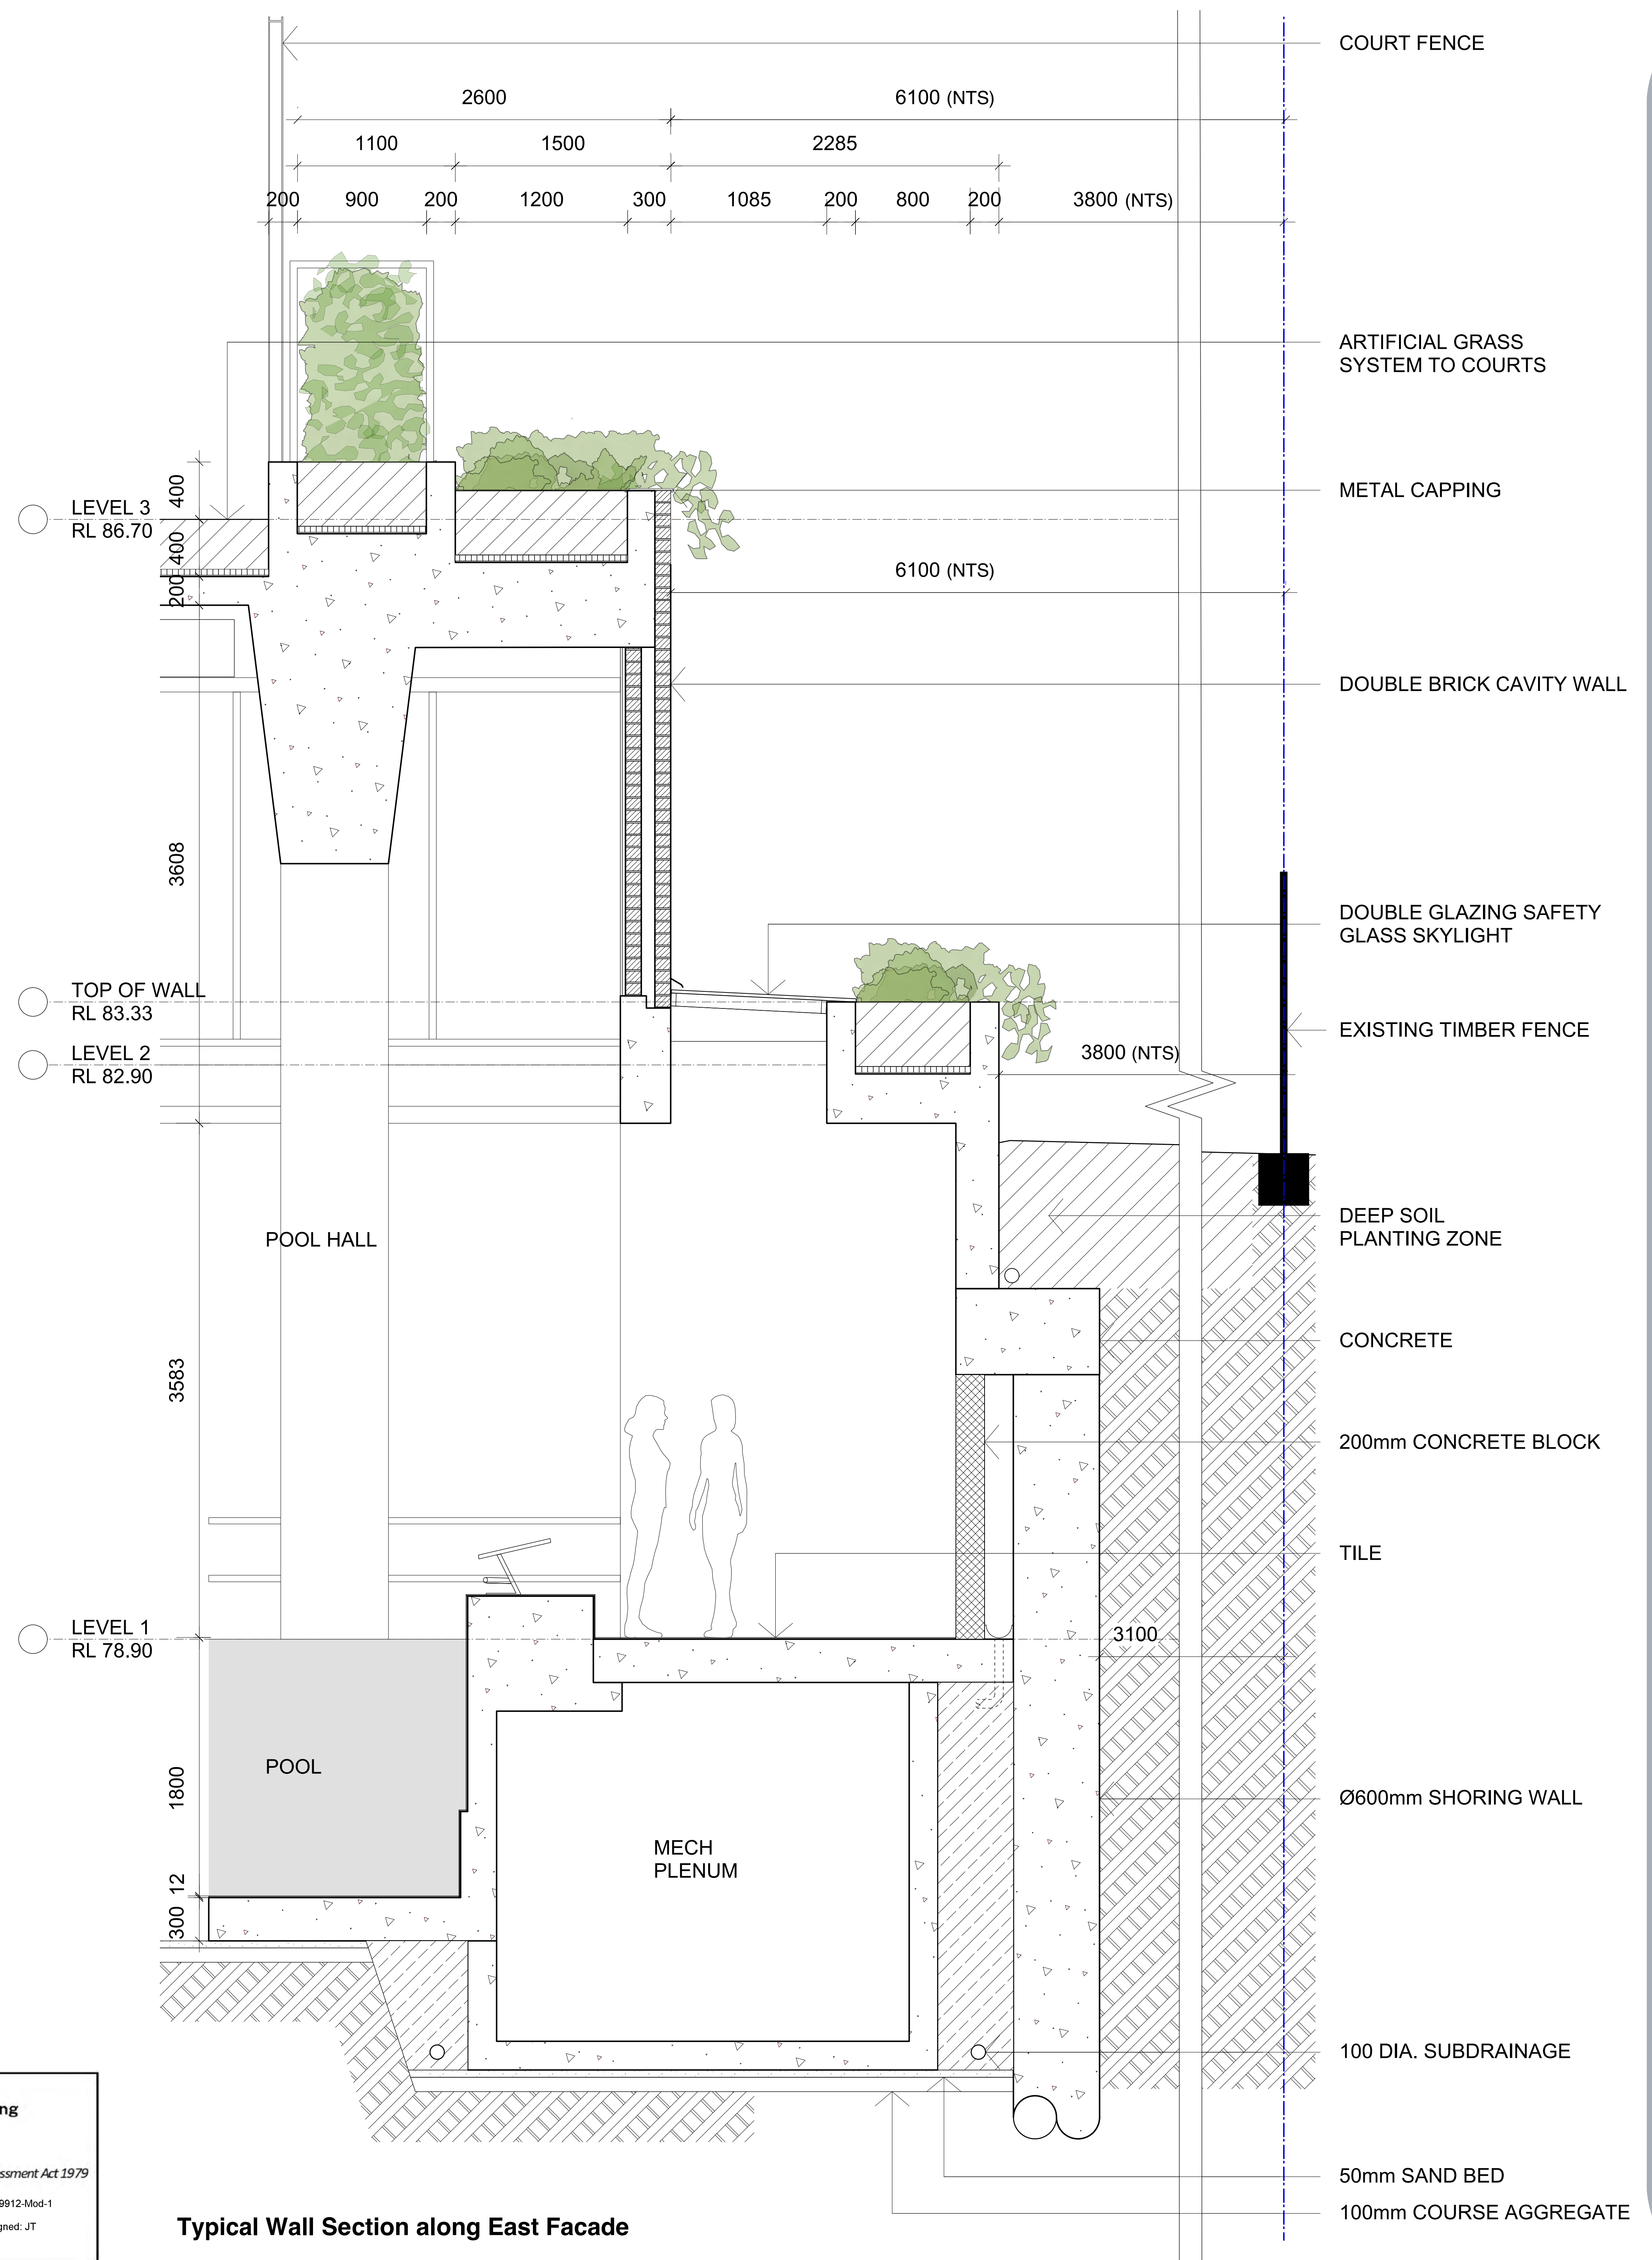 COURT FENCE
2600
6100 (NTS)
1100
1500
2285
200
900
200
1200
300
1085
200
800
200
3800 (NTS)
ARTIFICIAL GRASS
SYSTEM TO COURTS
400
METAL CAPPING
LEVEL 3
RL 86.70
400
6100 (NTS)
200
DOUBLE BRICK CAVITY WALL
3608
DOUBLE GLAZING SAFETY
GLASS SKYLIGHT
TOP OF WALL
RL 83.33
EXISTING TIMBER FENCE
LEVEL 2
RL 82.90
3800 (NTS)
DEEP SOIL
PLANTING ZONE
POOL HALL
CONCRETE
3583
200mm CONCRETE BLOCK
TILE
LEVEL 1
RL 78.90
3100
POOL
1800
Ø600mm SHORING WALL
MECH
PLENUM
12
300
100 DIA. SUBDRAINAGE
ng
ssment Act 1979
50mm SAND BED
9912-Mod-1
100mm COURSE AGGREGATE
gned: JT
Typical Wall Section along East Facade